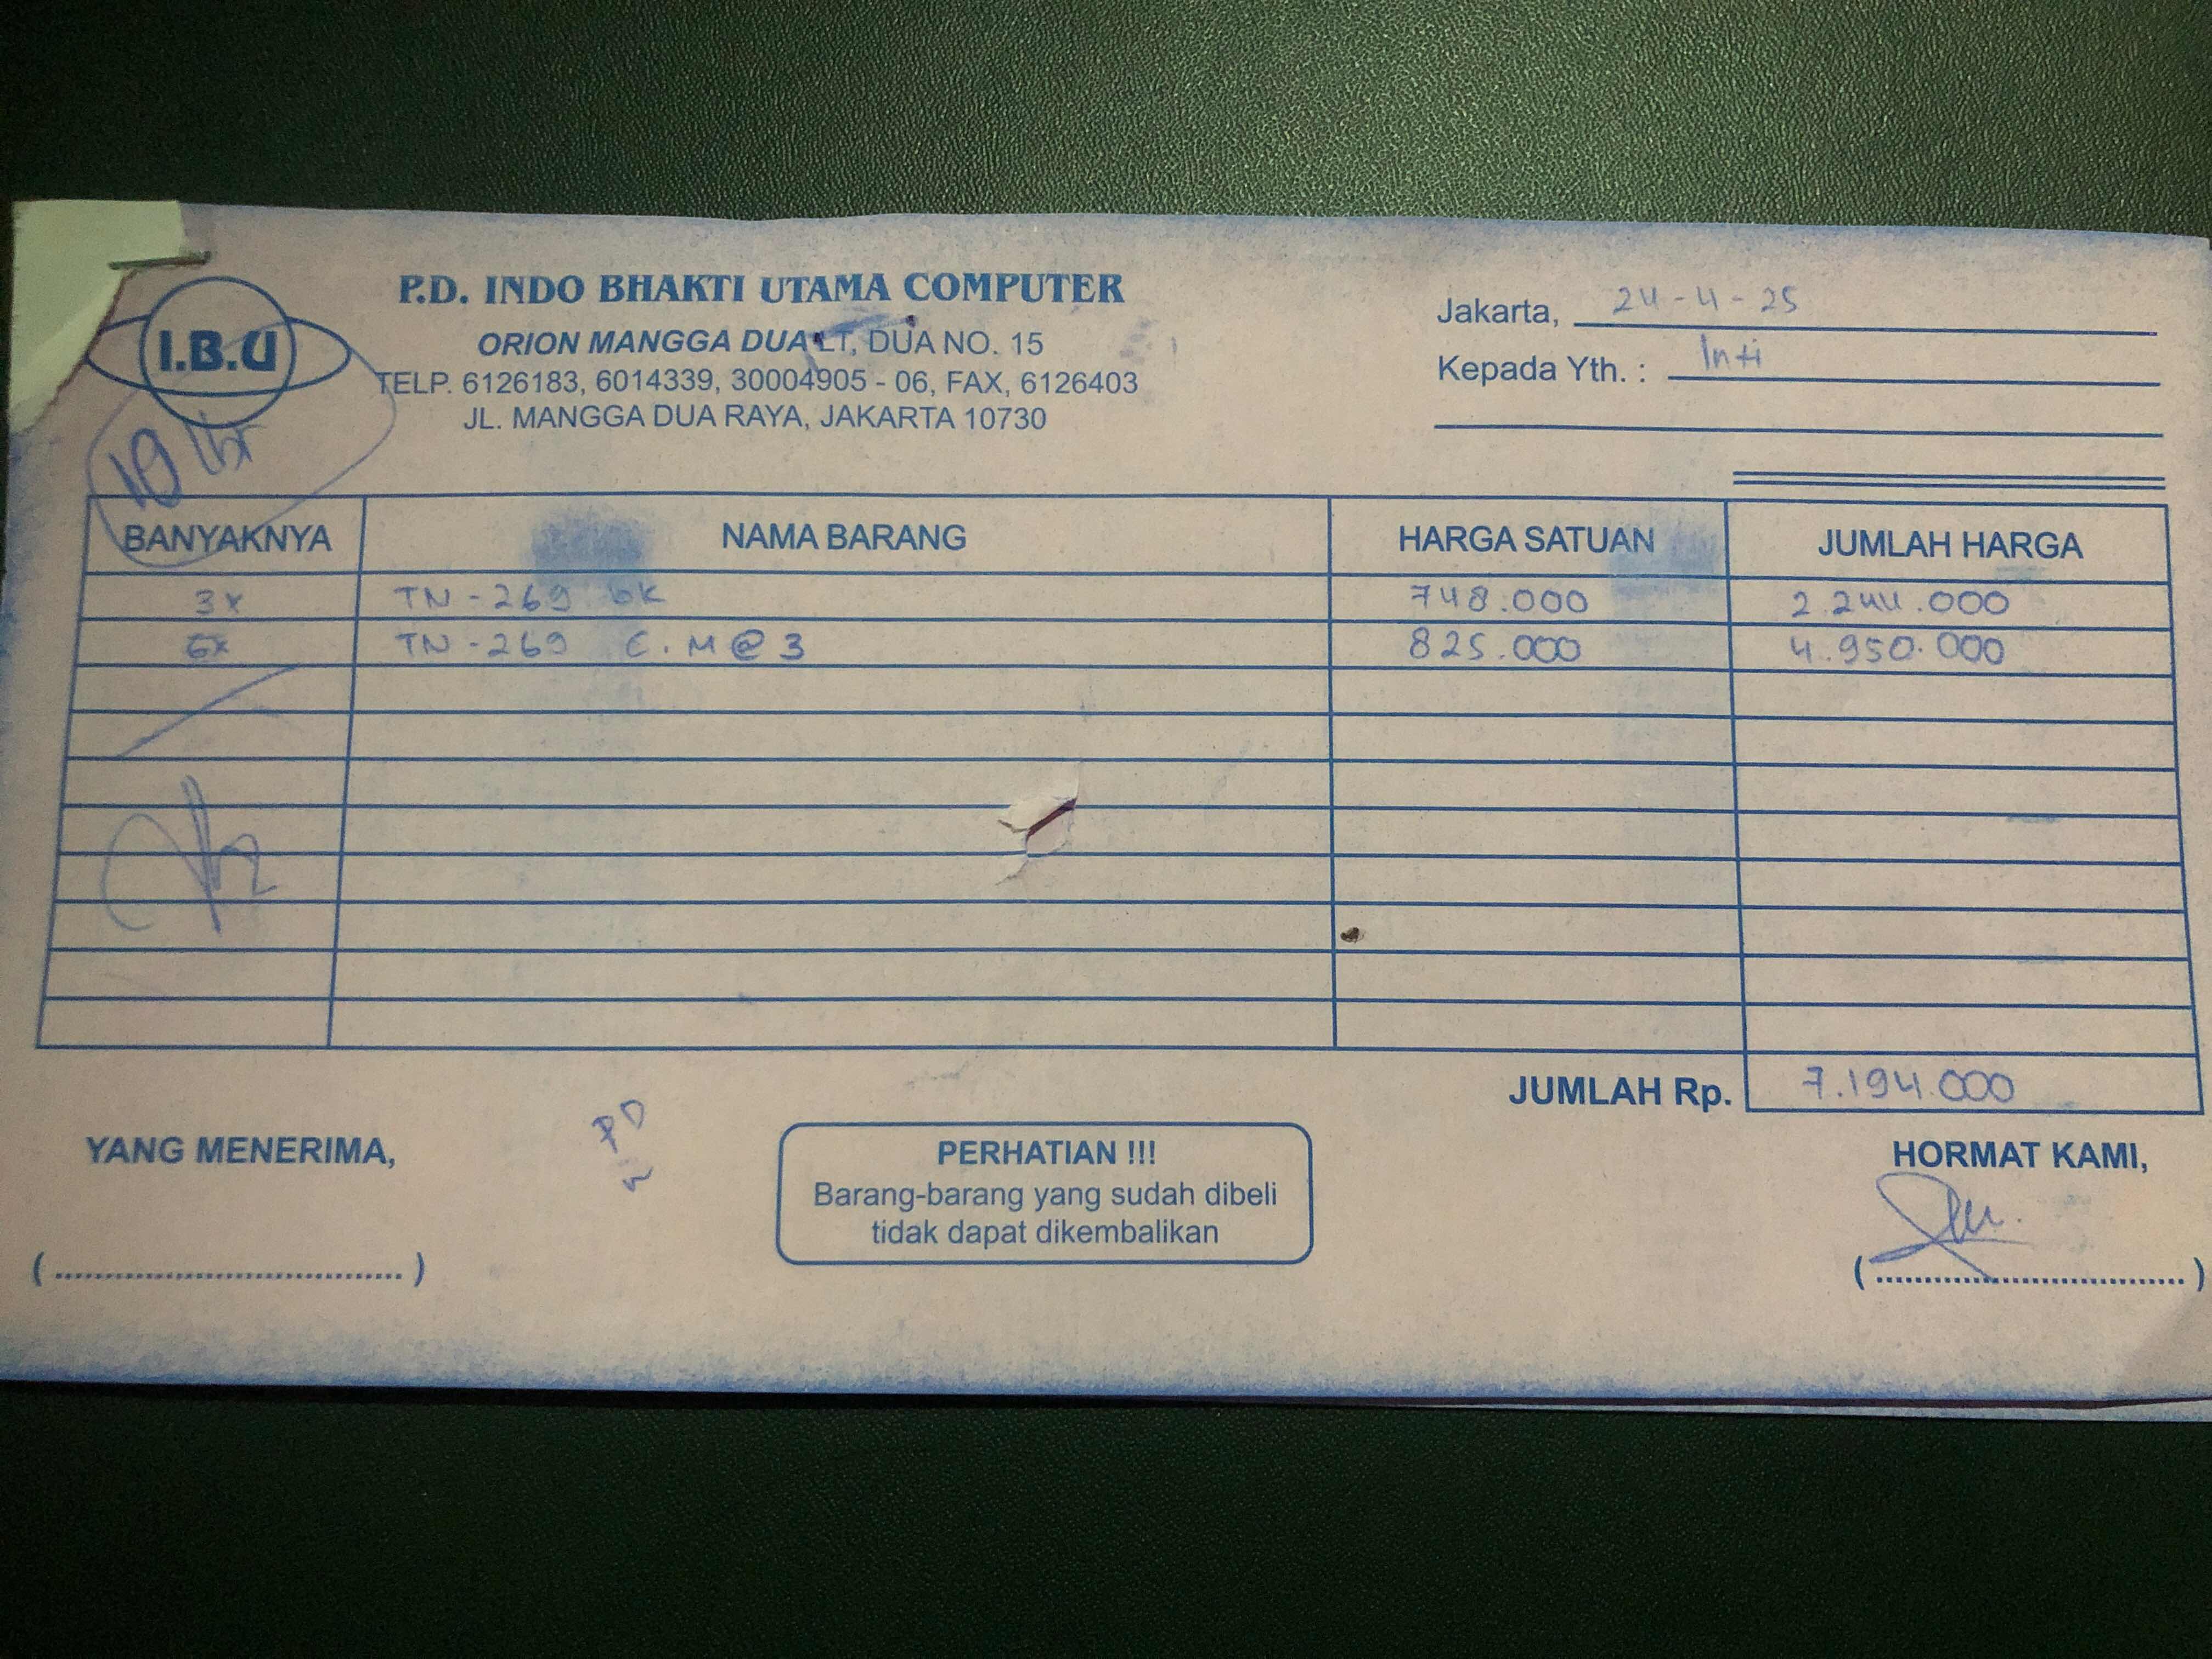 I.B.U
P.D. INDO BHAKTI UTAMA COMPUTER
ORION MANGGA DUA LT, DUA NO. 15
TELP. 6126183, 6014339, 30004905 - 06, FAX, 6126403
JL. MANGGA DUA RAYA, JAKARTA 10730
Jakarta, 24-4-25
Kepada Yth. : Inti
BANYAKNYA NAMA BARANG HARGA SATUAN JUMLAH HARGA
3x TN-269 bk 748.000 2.244.000
6x TN-269 C.M @ 3 825.000 4.950.000
JUMLAH Rp. 7.194.000
YANG MENERIMA,
PD
PERHATIAN !!!
Barang-barang yang sudah dibeli
tidak dapat dikembalikan
HORMAT KAMI,